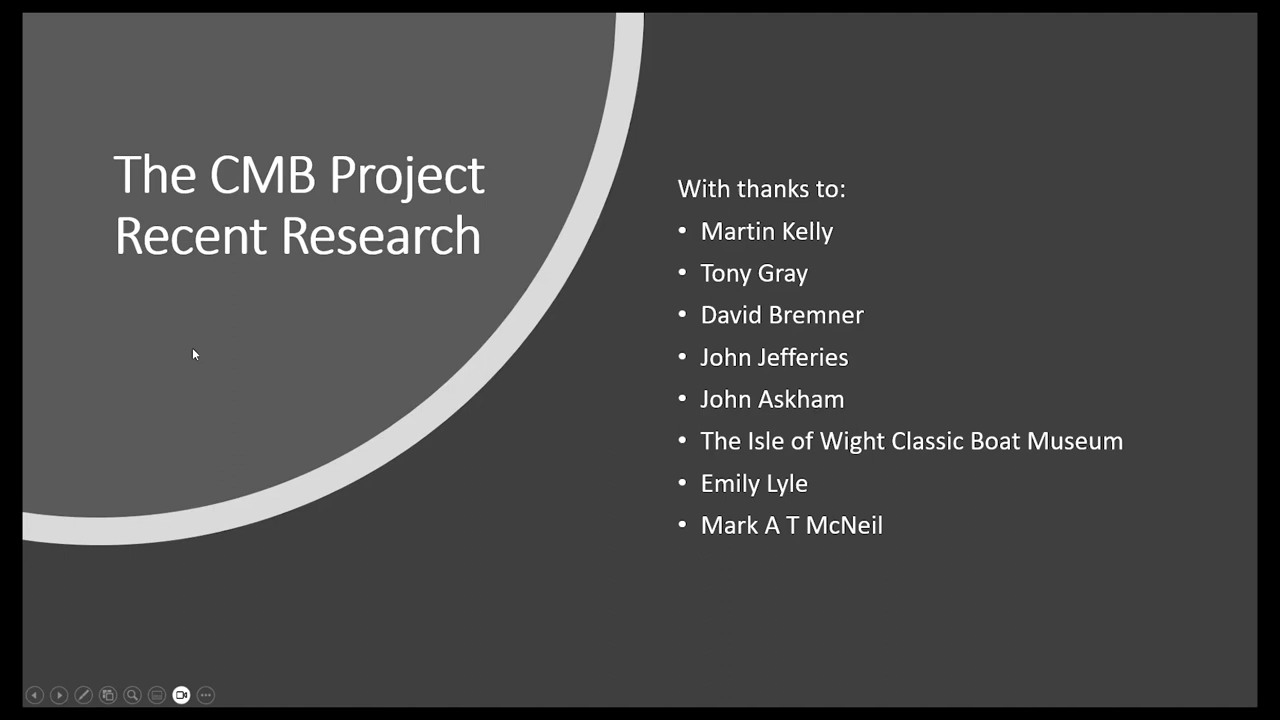 The CMB Project
Recent Research
With thanks to:
• Martin Kelly
• Tony Gray
• David Bremner
• John Jefferies
• John Askham
• The Isle of Wight Classic Boat Museum
• Emily Lyle
• Mark A T McNeil